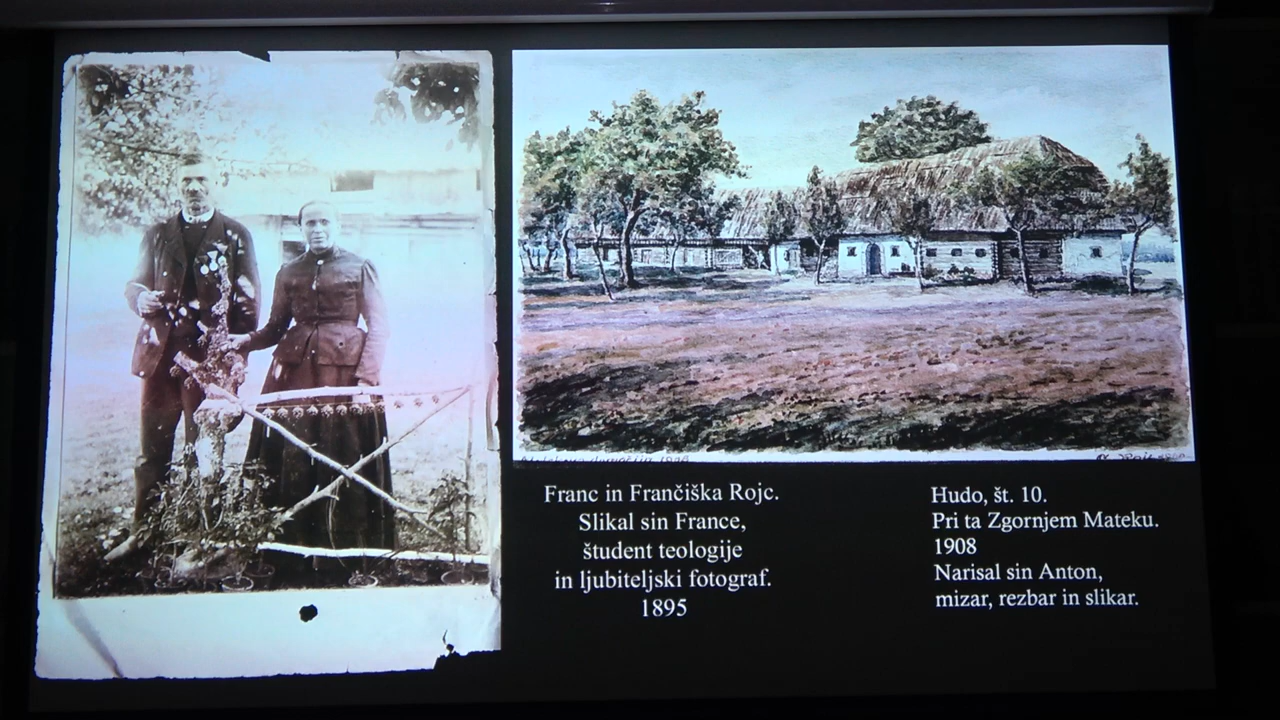 Franc in Frančiška Rojc.
Slikal sin France,
študent teologije
in ljubiteljski fotograf.
1895
Hudo, št. 10.
Pri ta Zgornjem Mateku.
1908
Narisal sin Anton,
mizar, rezbar in slikar.